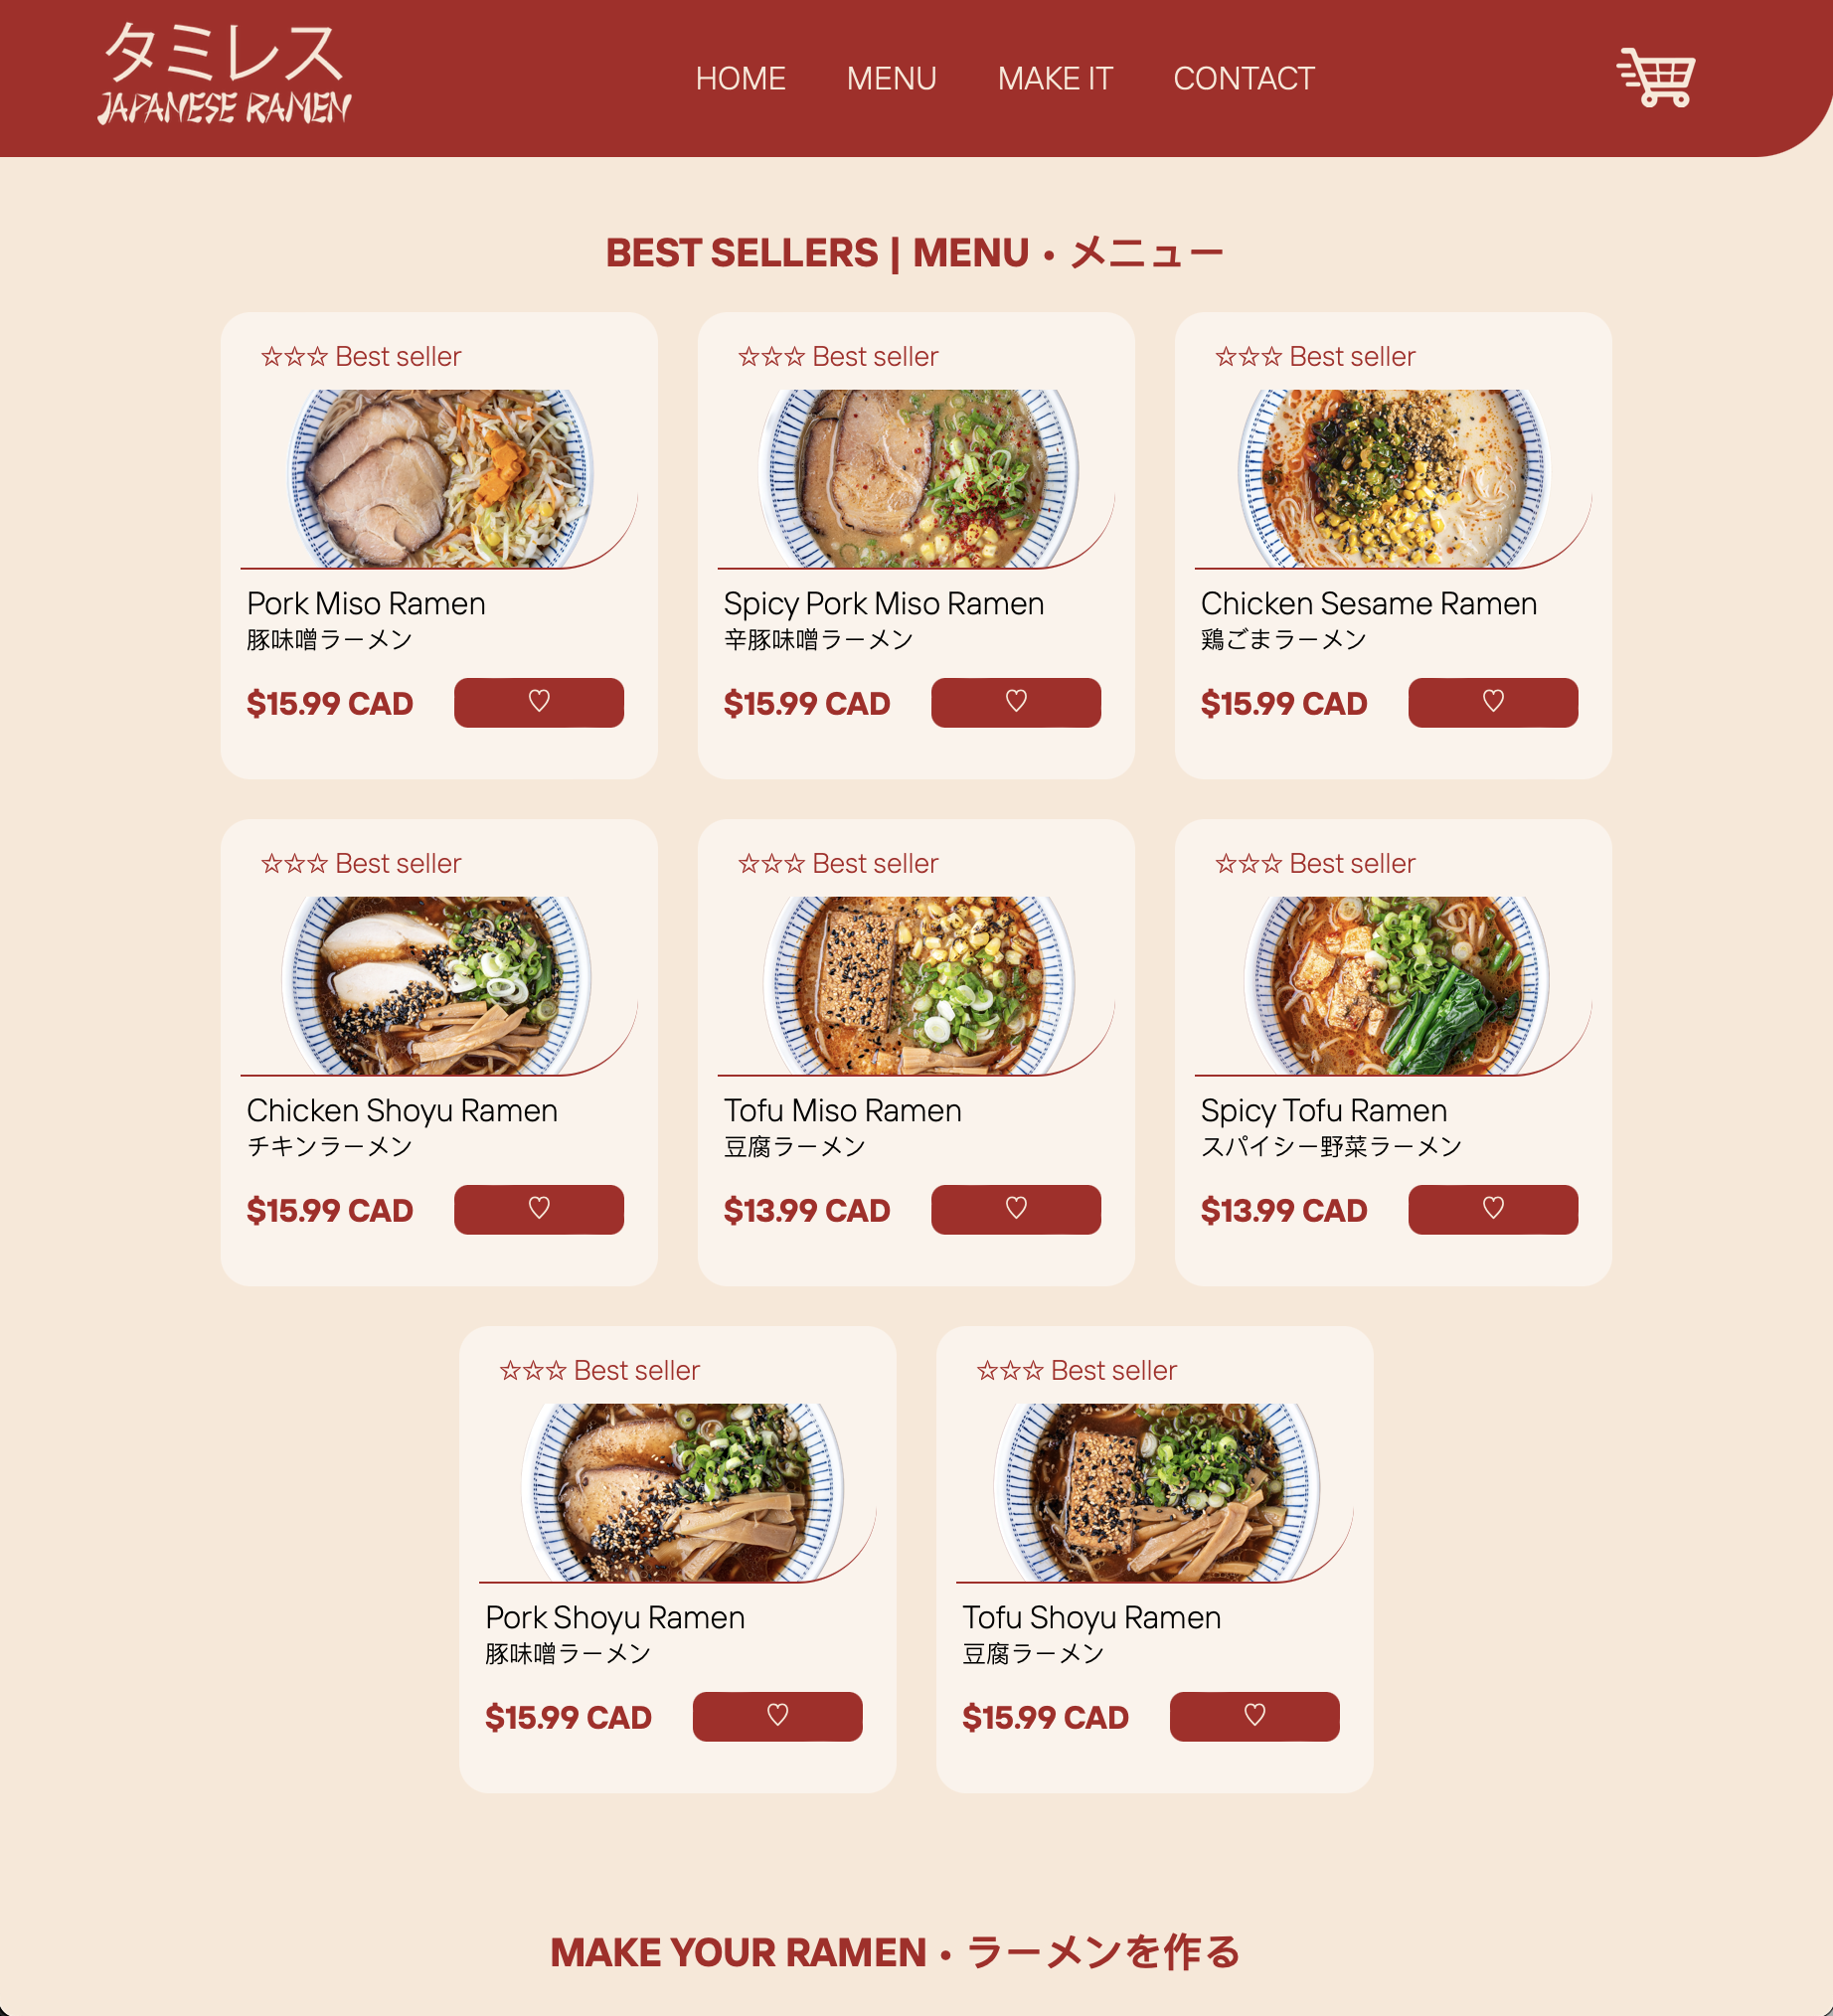 タミレス
JAPANESE RAMEN
HOME MENU MAKE IT CONTACT
BEST SELLERS | MENU • メニュー
☆☆☆ Best seller
Pork Miso Ramen
豚味噌ラーメン
$15.99 CAD ♡
☆☆☆ Best seller
Spicy Pork Miso Ramen
辛豚味噌ラーメン
$15.99 CAD ♡
☆☆☆ Best seller
Chicken Sesame Ramen
鶏ごまラーメン
$15.99 CAD ♡
☆☆☆ Best seller
Chicken Shoyu Ramen
チキンラーメン
$15.99 CAD ♡
☆☆☆ Best seller
Tofu Miso Ramen
豆腐ラーメン
$13.99 CAD ♡
☆☆☆ Best seller
Spicy Tofu Ramen
スパイシー野菜ラーメン
$13.99 CAD ♡
☆☆☆ Best seller
Pork Shoyu Ramen
豚味噌ラーメン
$15.99 CAD ♡
☆☆☆ Best seller
Tofu Shoyu Ramen
豆腐ラーメン
$15.99 CAD ♡
MAKE YOUR RAMEN • ラーメンを作る